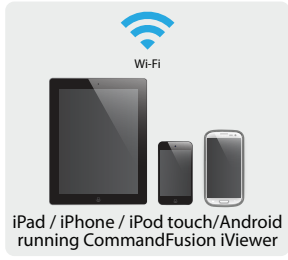 Wi-Fi
iPad / iPhone / iPod touch/Android
running CommandFusion iViewer